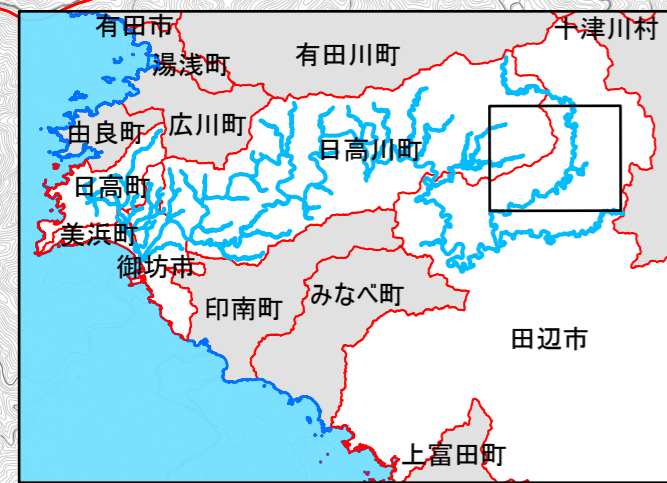 有田市
十津川村
有田川町
湯浅町
広川町
由良町
日高川町
日高町
美浜町
御坊市
みなべ町
印南町
田辺市
上富田町